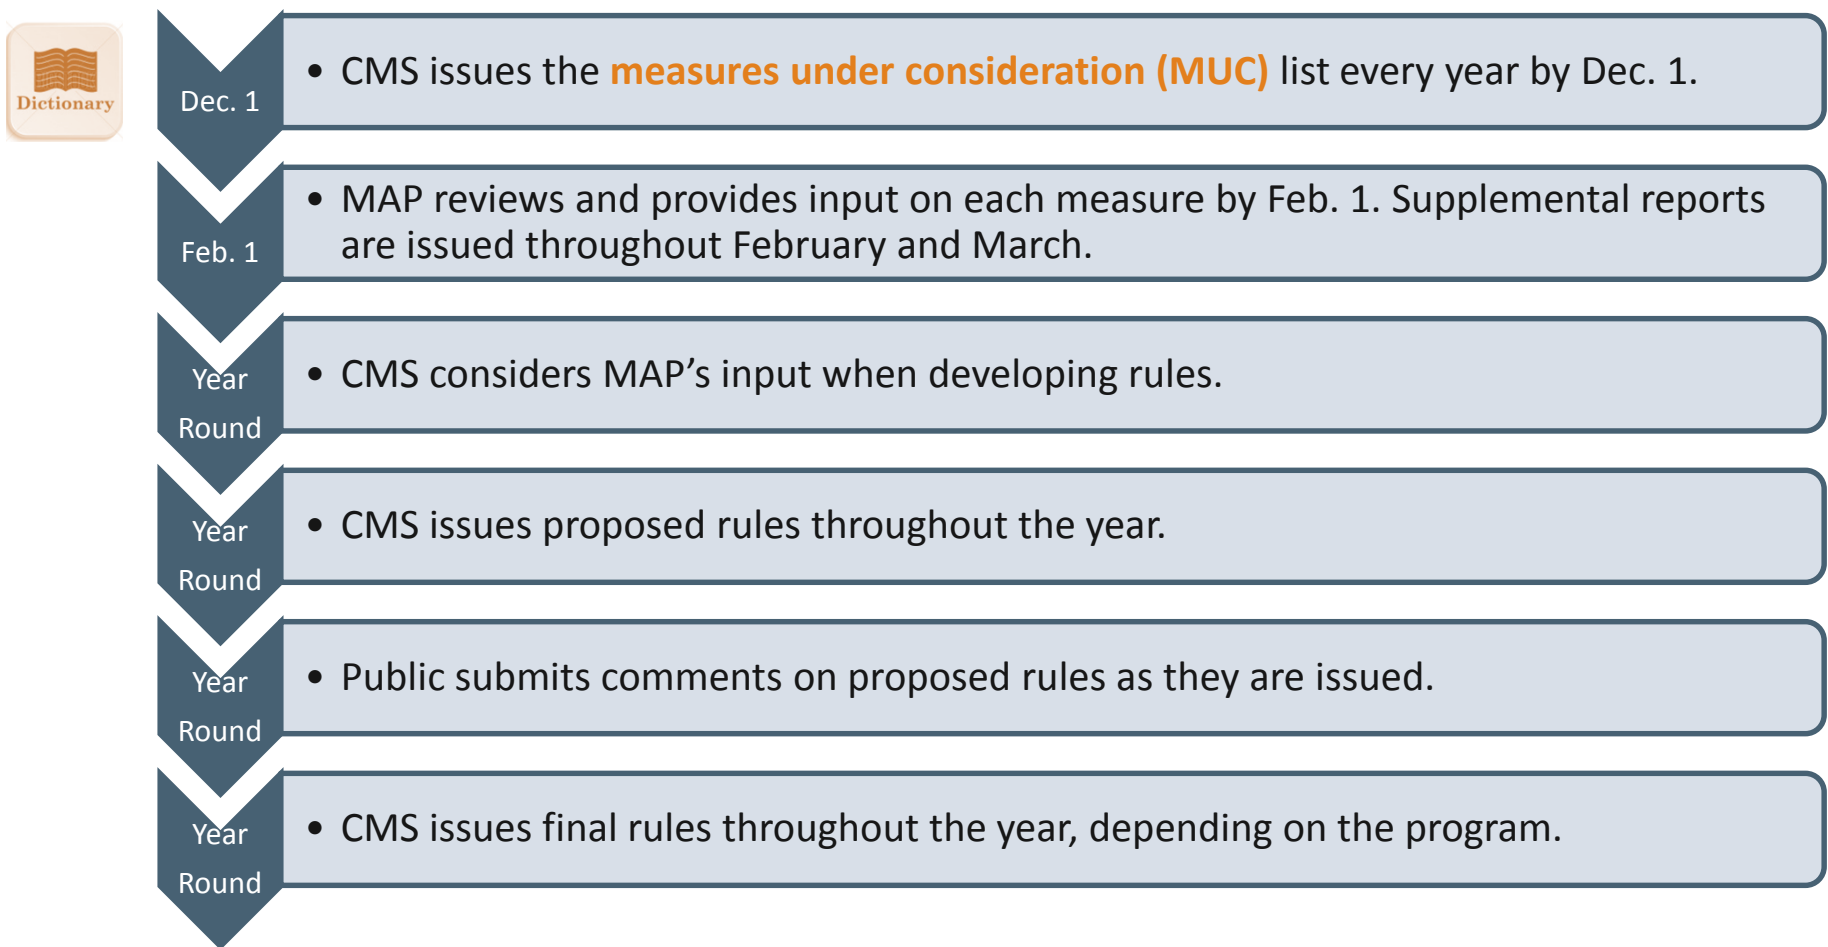 Dictionary
Dec. 1
• CMS issues the measures under consideration (MUC) list every year by Dec. 1.
Feb. 1
• MAP reviews and provides input on each measure by Feb. 1. Supplemental reports
are issued throughout February and March.
Year
Round
• CMS considers MAP’s input when developing rules.
Year
Round
• CMS issues proposed rules throughout the year.
Year
Round
• Public submits comments on proposed rules as they are issued.
Year
Round
• CMS issues final rules throughout the year, depending on the program.